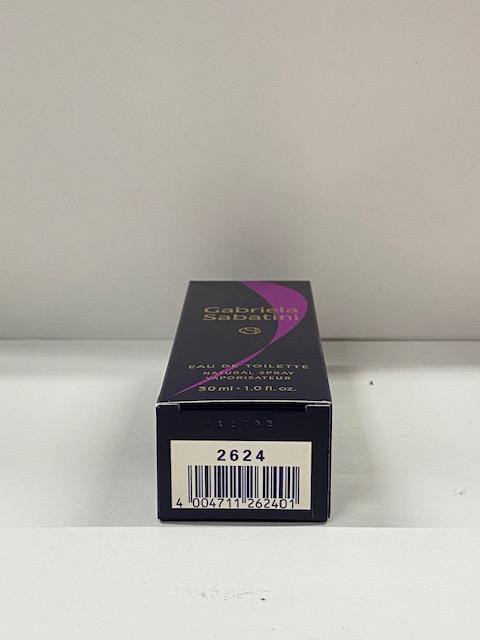 Gabriela
Sabatini
EAU DE TOILETTE
NATURAL SPRAY
VAPORISATEUR
30 ml · 1.0 fl. oz.
2624
4 004711 262401